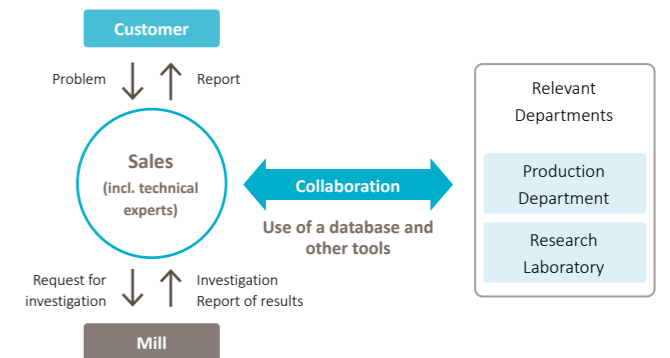 Customer
Problem
Report
Sales
(incl. technical
experts)
Collaboration
Use of a database and
other tools
Relevant
Departments
Production
Department
Research
Laboratory
Request for
investigation
Investigation
Report of results
Mill